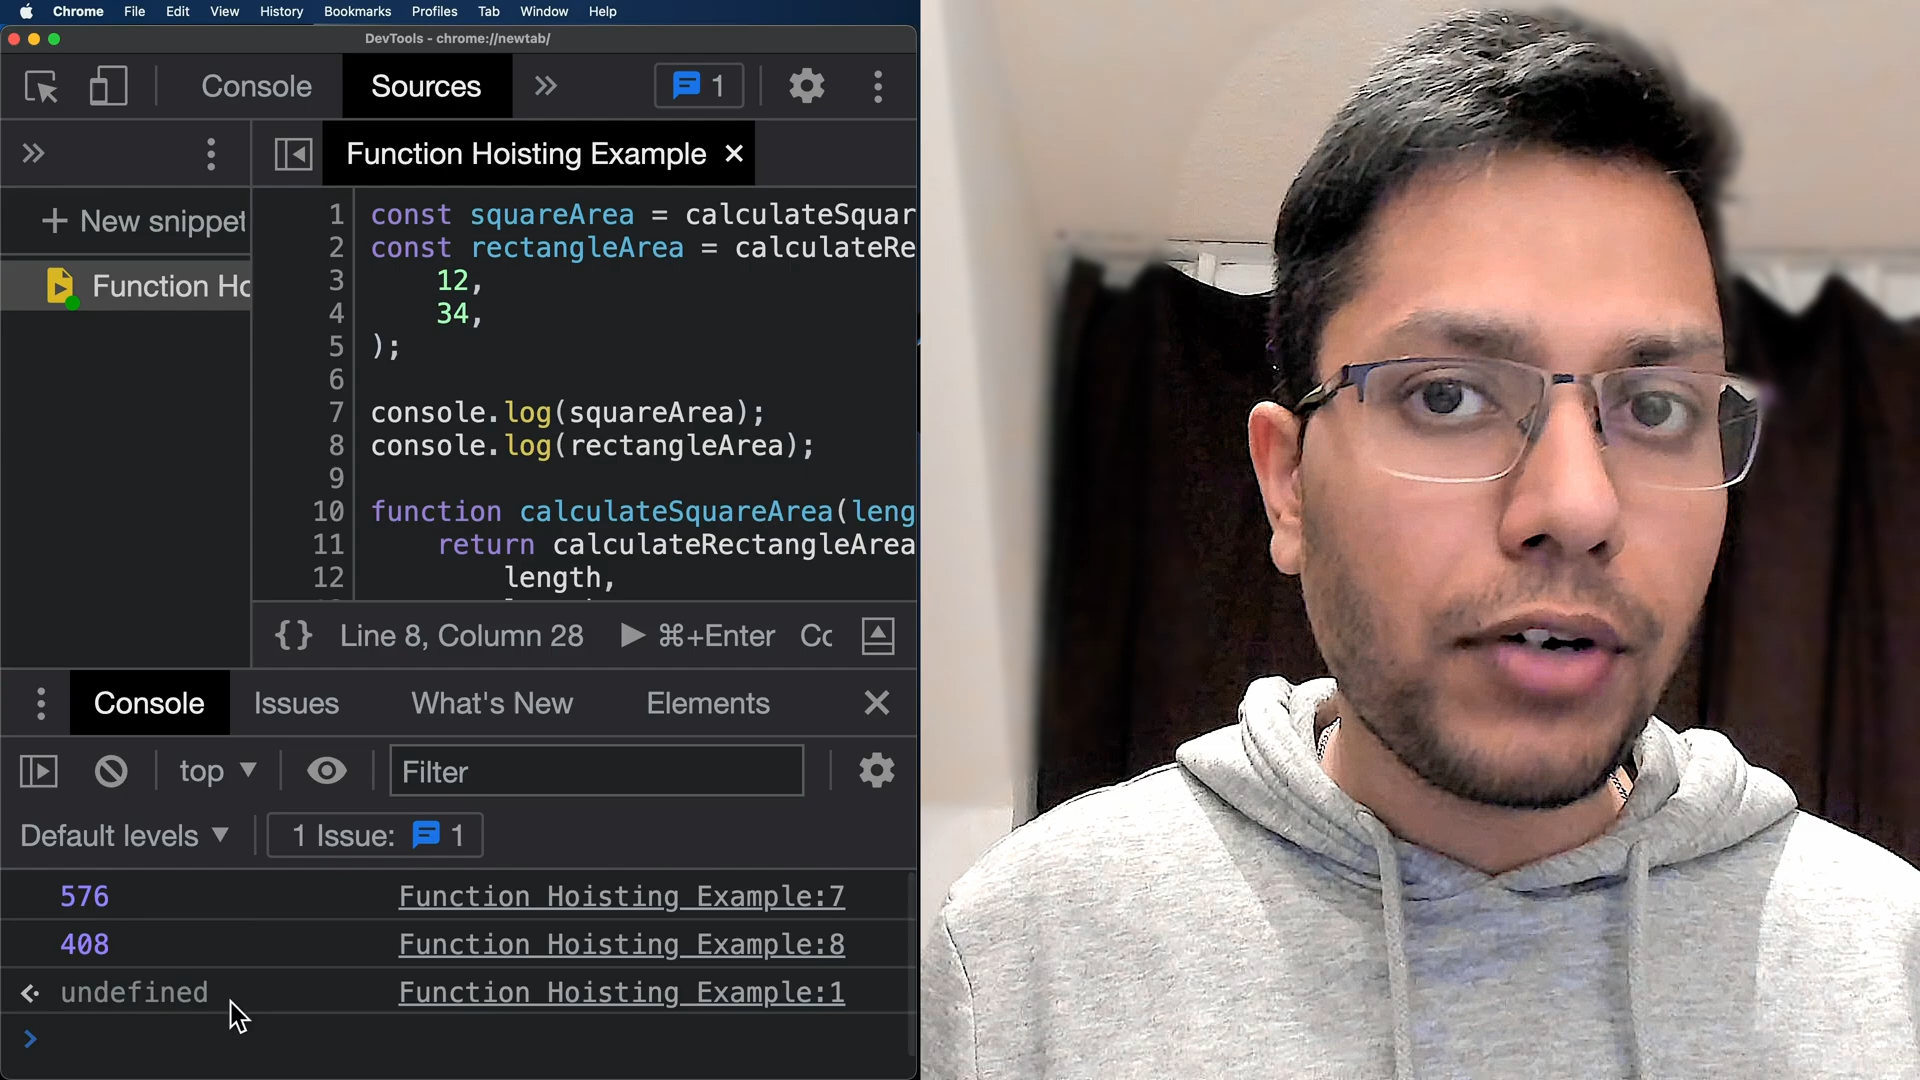 Chrome File Edit View History Bookmarks Profiles Tab Window Help
DevTools - chrome://newtab/
Console Sources 1
Function Hoisting Example
New snippet
Function Hc
1 const squareArea = calculateSquar
2 const rectangleArea = calculateRe
3 12,
4 34,
5 );
6
7 console.log(squareArea);
8 console.log(rectangleArea);
9
10 function calculateSquareArea(leng
11 return calculateRectangleArea
12 length,
{} Line 8, Column 28 ⌘+Enter Cc
Console Issues What's New Elements
top Filter
Default levels 1 Issue: 1
576 Function Hoisting Example:7
408 Function Hoisting Example:8
undefined Function Hoisting Example:1